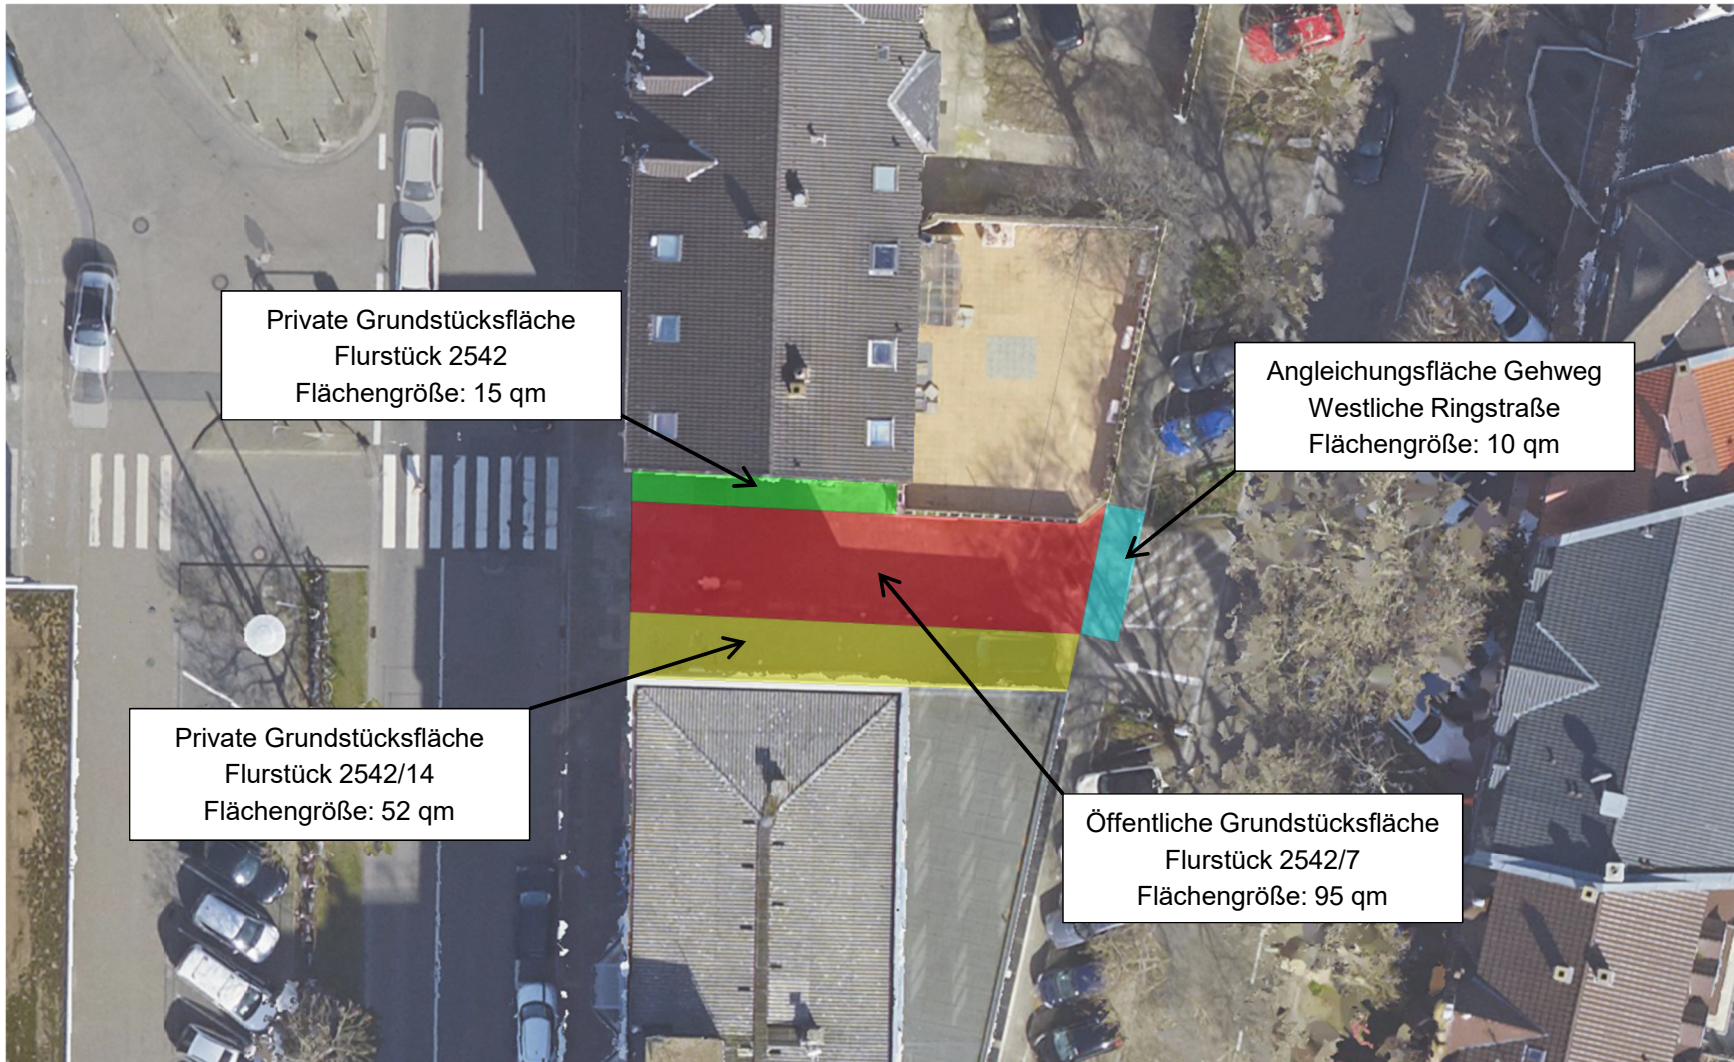 Private Grundstücksfläche
Flurstück 2542
Flächengröße: 15 qm
Angleichungsfläche Gehweg
Westliche Ringstraße
Flächengröße: 10 qm
Private Grundstücksfläche
Flurstück 2542/14
Flächengröße: 52 qm
Öffentliche Grundstücksfläche
Flurstück 2542/7
Flächengröße: 95 qm